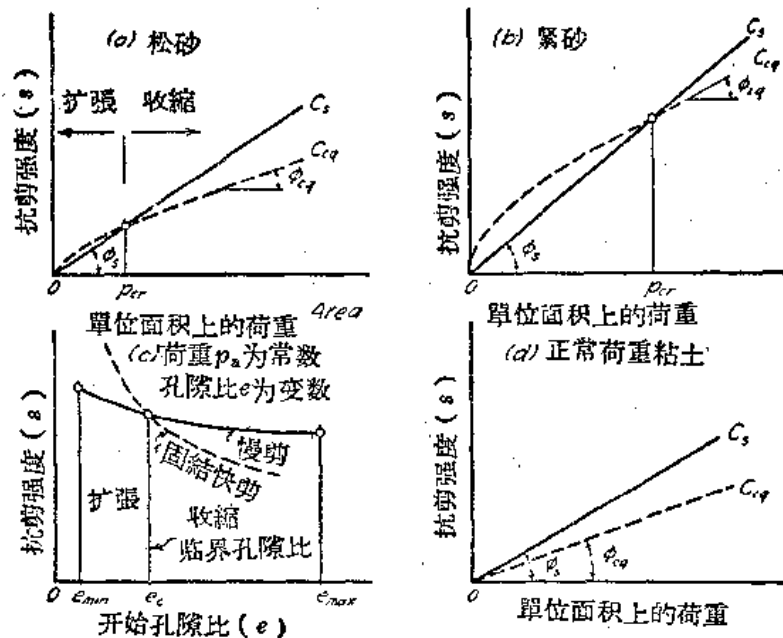 (a) 松砂
扩張 收縮
抗剪强度(s)
C_s
C_cq
ϕ_cq
ϕ_s
0
p_cr
單位面积上的荷重
Area
(b) 緊砂
抗剪强度(s)
C_s
C_cq
ϕ_cq
ϕ_s
0
p_cr
單位面积上的荷重
(c) 荷重p_a为常数
孔隙比e为变数
抗剪强度(s)
慢剪
固結快剪
扩張
收縮
临界孔隙比
0
e_min
e_c
e_max
开始孔隙比(e)
(d) 正常荷重粘土
抗剪强度(s)
C_s
C_cq
ϕ_s
ϕ_cq
0
單位面积上的荷重